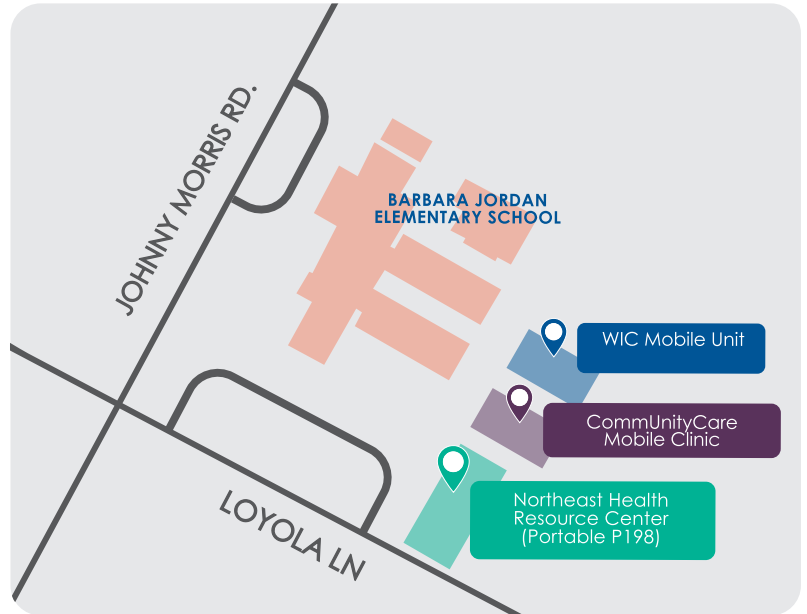 JOHNNY MORRIS RD.
BARBARA JORDAN
ELEMENTARY SCHOOL
WIC Mobile Unit
CommUnityCare
Mobile Clinic
Northeast Health
Resource Center
(Portable P198)
LOYOLA LN